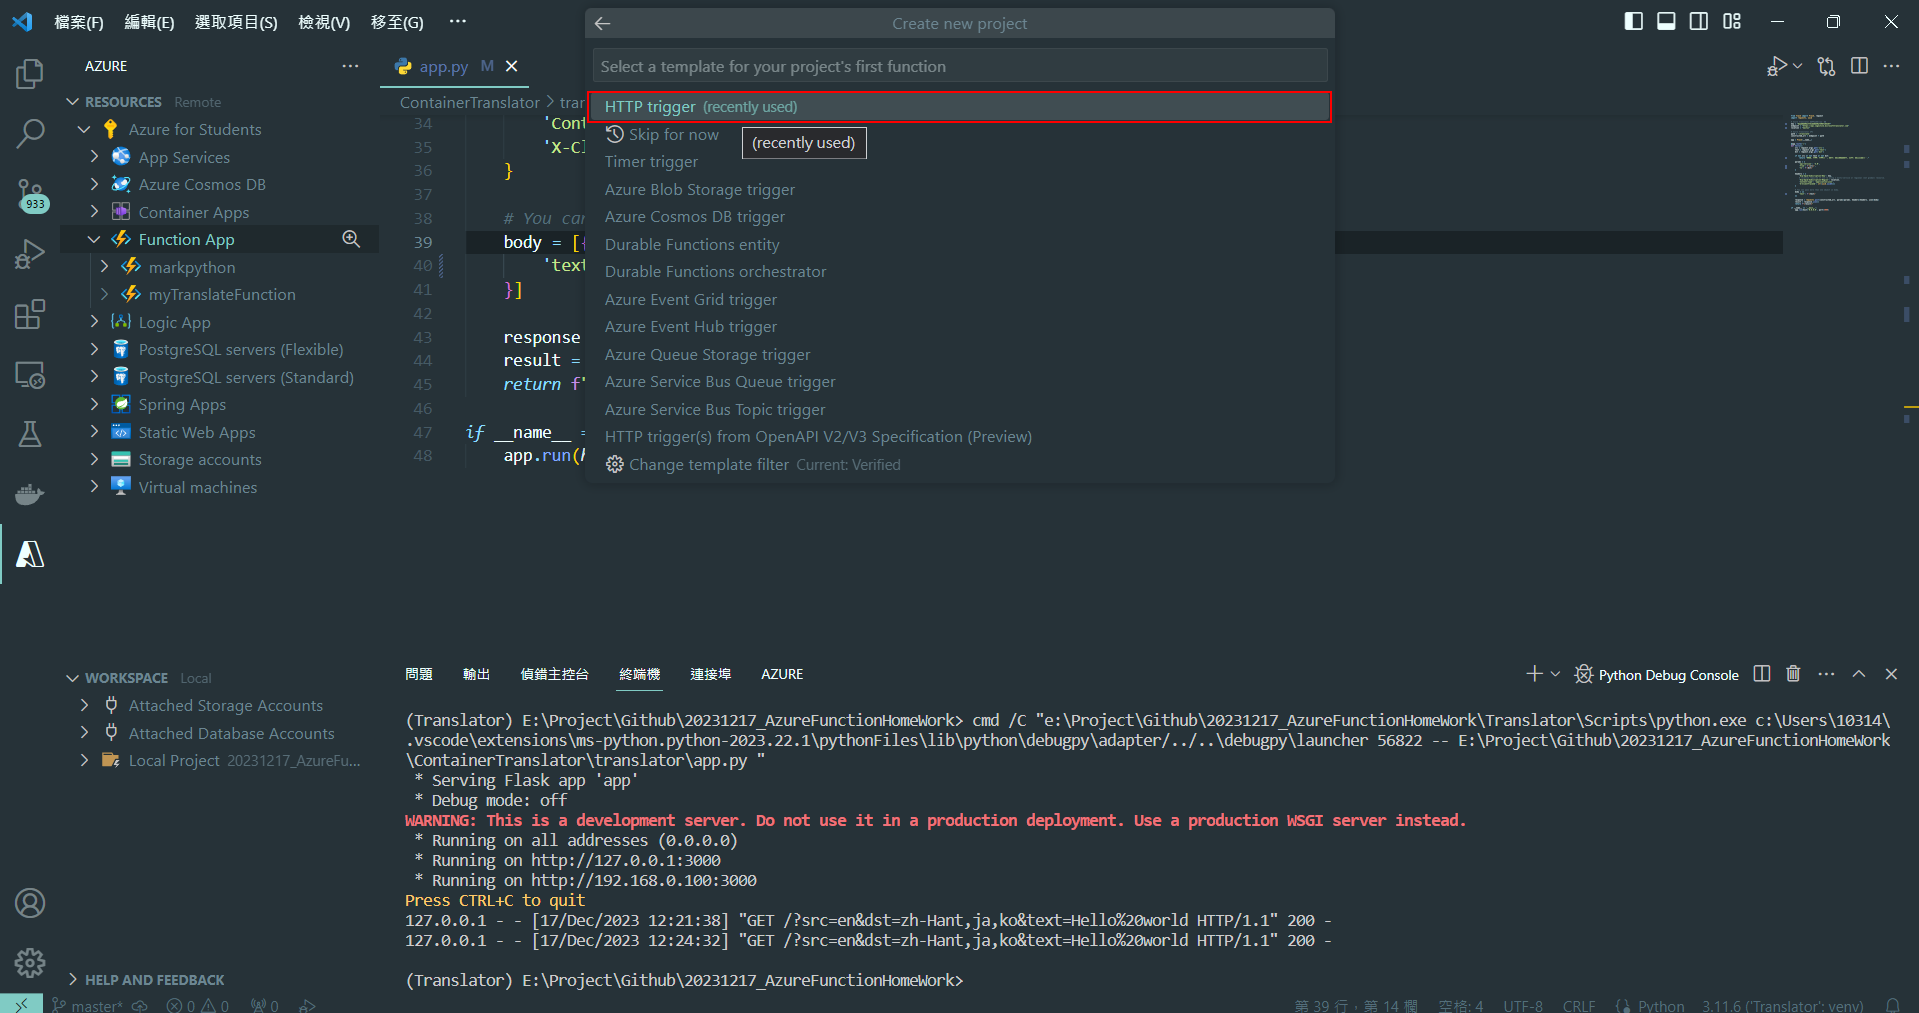 檔案(F) 編輯(E) 選取項目(S) 檢視(V) 移至(G) ···
Create new project
Select a template for your project's first function
HTTP trigger (recently used)
Skip for now
(recently used)
Timer trigger
Azure Blob Storage trigger
Azure Cosmos DB trigger
Durable Functions entity
Durable Functions orchestrator
Azure Event Grid trigger
Azure Event Hub trigger
Azure Queue Storage trigger
Azure Service Bus Queue trigger
Azure Service Bus Topic trigger
HTTP trigger(s) from OpenAPI V2/V3 Specification (Preview)
Change template filter Current: Verified
933
AZURE
RESOURCES Remote
Azure for Students
App Services
Azure Cosmos DB
Container Apps
Function App
markpython
myTranslateFunction
Logic App
PostgreSQL servers (Flexible)
PostgreSQL servers (Standard)
Spring Apps
Static Web Apps
Storage accounts
Virtual machines
WORKSPACE Local
Attached Storage Accounts
Attached Database Accounts
Local Project 20231217_AzureFu...
HELP AND FEEDBACK
app.py M
ContainerTranslator > trar
34 'Cont
35 'X-Cl
36 }
37
38 # You can
39 body = [{
40 'text
41 }]
42
43 response
44 result =
45 return f'
46
47 if __name__ =
48 app.run(h
問題 輸出 偵錯主控台 終端機 連接埠 AZURE
Python Debug Console
(Translator) E:\Project\Github\20231217_AzureFunctionHomeWork> cmd /C "e:\Project\Github\20231217_AzureFunctionHomeWork\Translator\Scripts\python.exe c:\Users\10314\
.vscode\extensions\ms-python.python-2023.22.1\pythonFiles\lib\python\debugpy\adapter/../..\debugpy\launcher 56822 -- E:\Project\Github\20231217_AzureFunctionHomeWork
\ContainerTranslator\translator\app.py "
* Serving Flask app 'app'
* Debug mode: off
WARNING: This is a development server. Do not use it in a production deployment. Use a production WSGI server instead.
* Running on all addresses (0.0.0.0)
* Running on http://127.0.0.1:3000
* Running on http://192.168.0.100:3000
Press CTRL+C to quit
127.0.0.1 - - [17/Dec/2023 12:21:38] "GET /?src=en&dst=zh-Hant,ja,ko&text=Hello%20world HTTP/1.1" 200 -
127.0.0.1 - - [17/Dec/2023 12:24:32] "GET /?src=en&dst=zh-Hant,ja,ko&text=Hello%20world HTTP/1.1" 200 -
(Translator) E:\Project\Github\20231217_AzureFunctionHomeWork>
master* 0 0 0
第 39 行，第 14 欄 空格: 4 UTF-8 CRLF Python 3.11.6 ('Translator': venv)